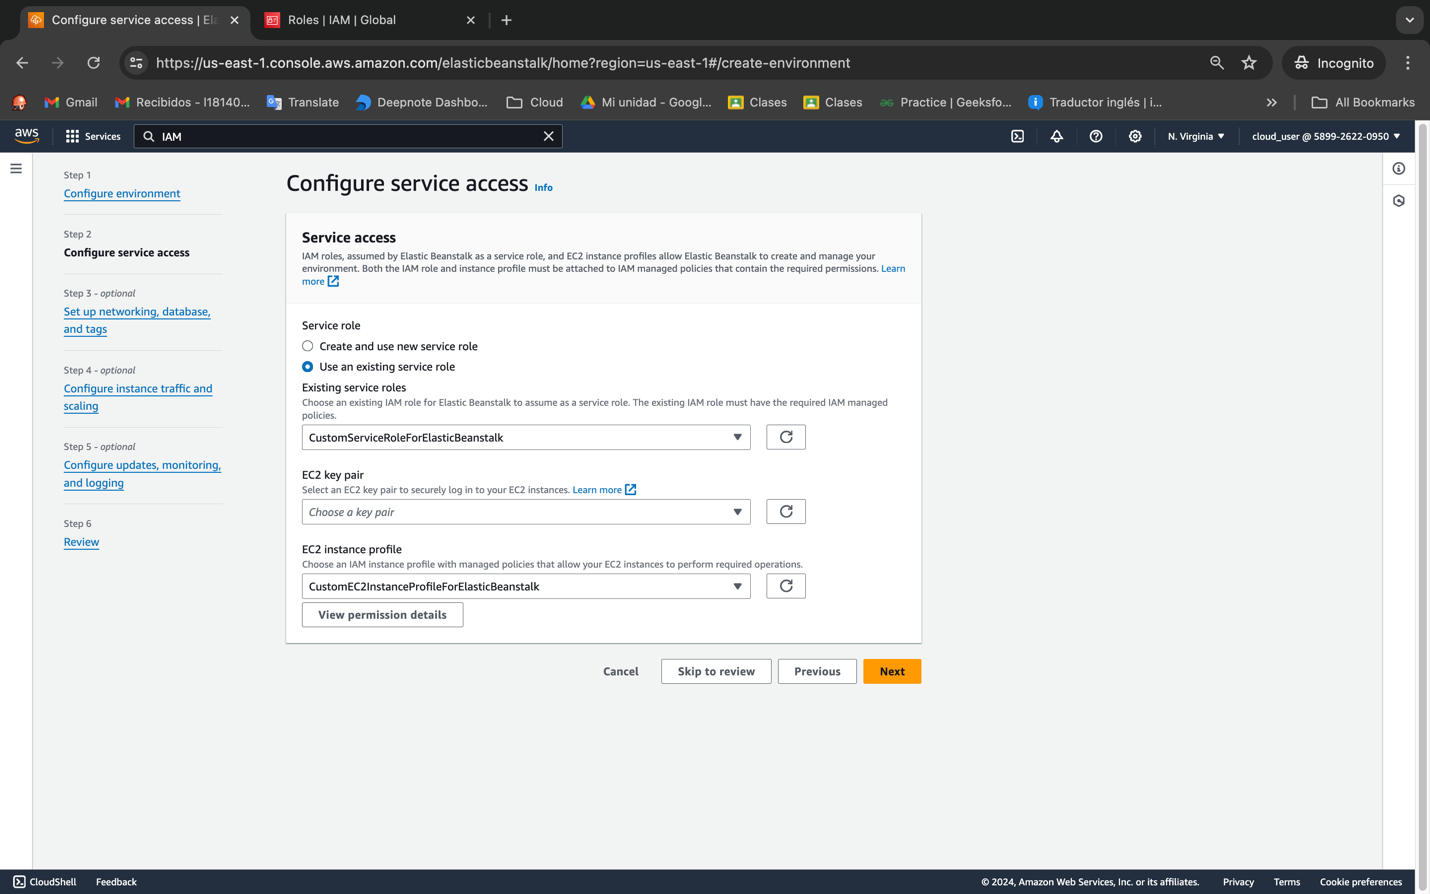 Configure service access | Ela
Roles | IAM | Global
https://us-east-1.console.aws.amazon.com/elasticbeanstalk/home?region=us-east-1#/create-environment
Incognito
Gmail
Recibidos - l18140...
Translate
Deepnote Dashbo...
Cloud
Mi unidad - Googl...
Clases
Clases
Practice | Geeksfo...
Traductor inglés | i...
All Bookmarks
aws
Services
IAM
N. Virginia
cloud_user @ 5899-2622-0950
Step 1
Configure environment
Step 2
Configure service access
Step 3 - optional
Set up networking, database,
and tags
Step 4 - optional
Configure instance traffic and
scaling
Step 5 - optional
Configure updates, monitoring,
and logging
Step 6
Review
Configure service access Info
Service access
IAM roles, assumed by Elastic Beanstalk as a service role, and EC2 instance profiles allow Elastic Beanstalk to create and manage your
environment. Both the IAM role and instance profile must be attached to IAM managed policies that contain the required permissions. Learn
more
Service role
Create and use new service role
Use an existing service role
Existing service roles
Choose an existing IAM role for Elastic Beanstalk to assume as a service role. The existing IAM role must have the required IAM managed
policies.
CustomServiceRoleForElasticBeanstalk
EC2 key pair
Select an EC2 key pair to securely log in to your EC2 instances. Learn more
Choose a key pair
EC2 instance profile
Choose an IAM instance profile with managed policies that allow your EC2 instances to perform required operations.
CustomEC2InstanceProfileForElasticBeanstalk
View permission details
Cancel
Skip to review
Previous
Next
CloudShell
Feedback
© 2024, Amazon Web Services, Inc. or its affiliates.
Privacy
Terms
Cookie preferences